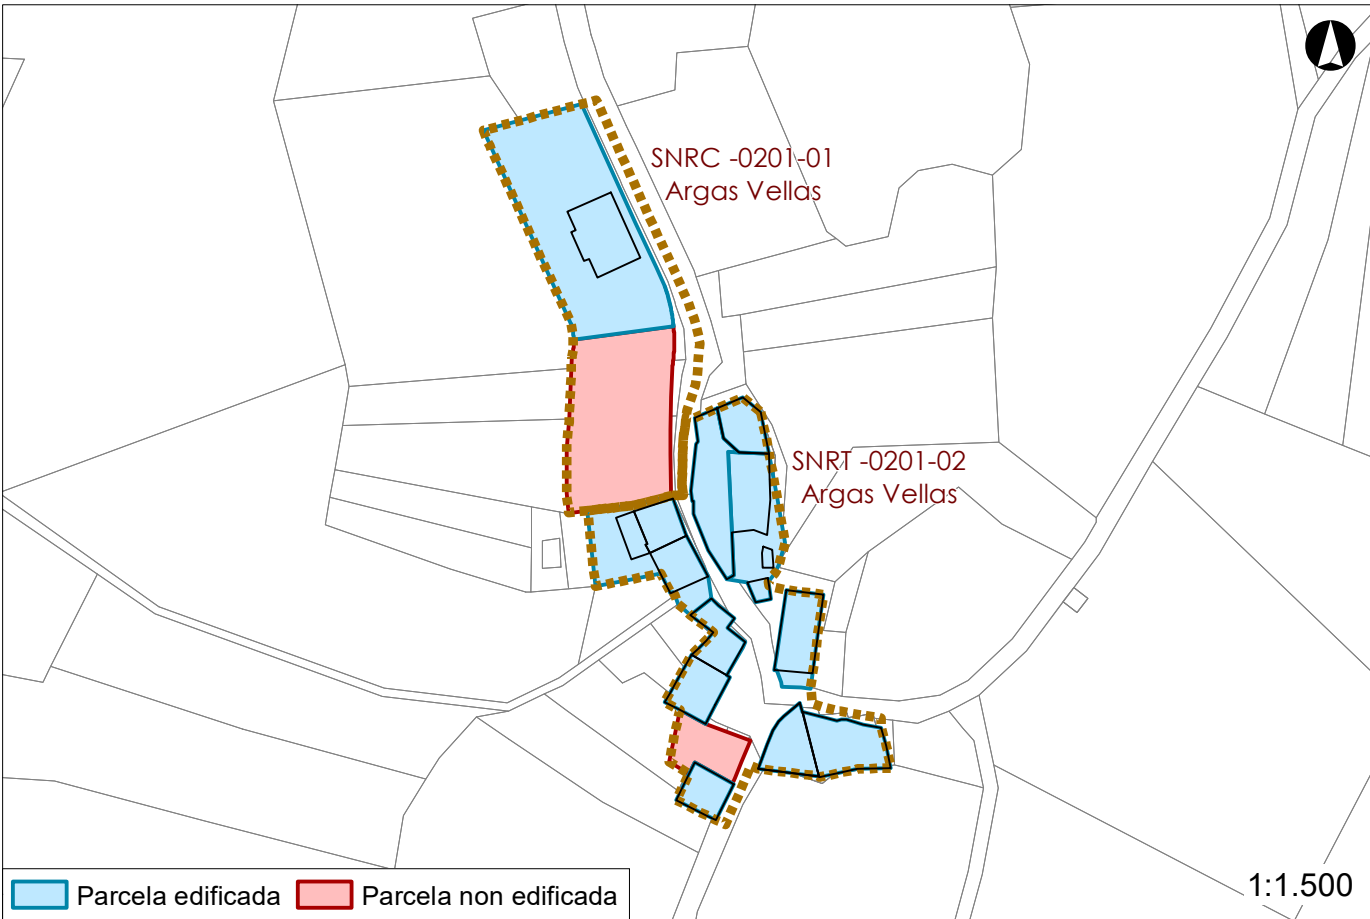 SNRC -0201-01
Argas Vellas
SNRT -0201-02
Argas Vellas
Parcela edificada
Parcela non edificada
1:1.500